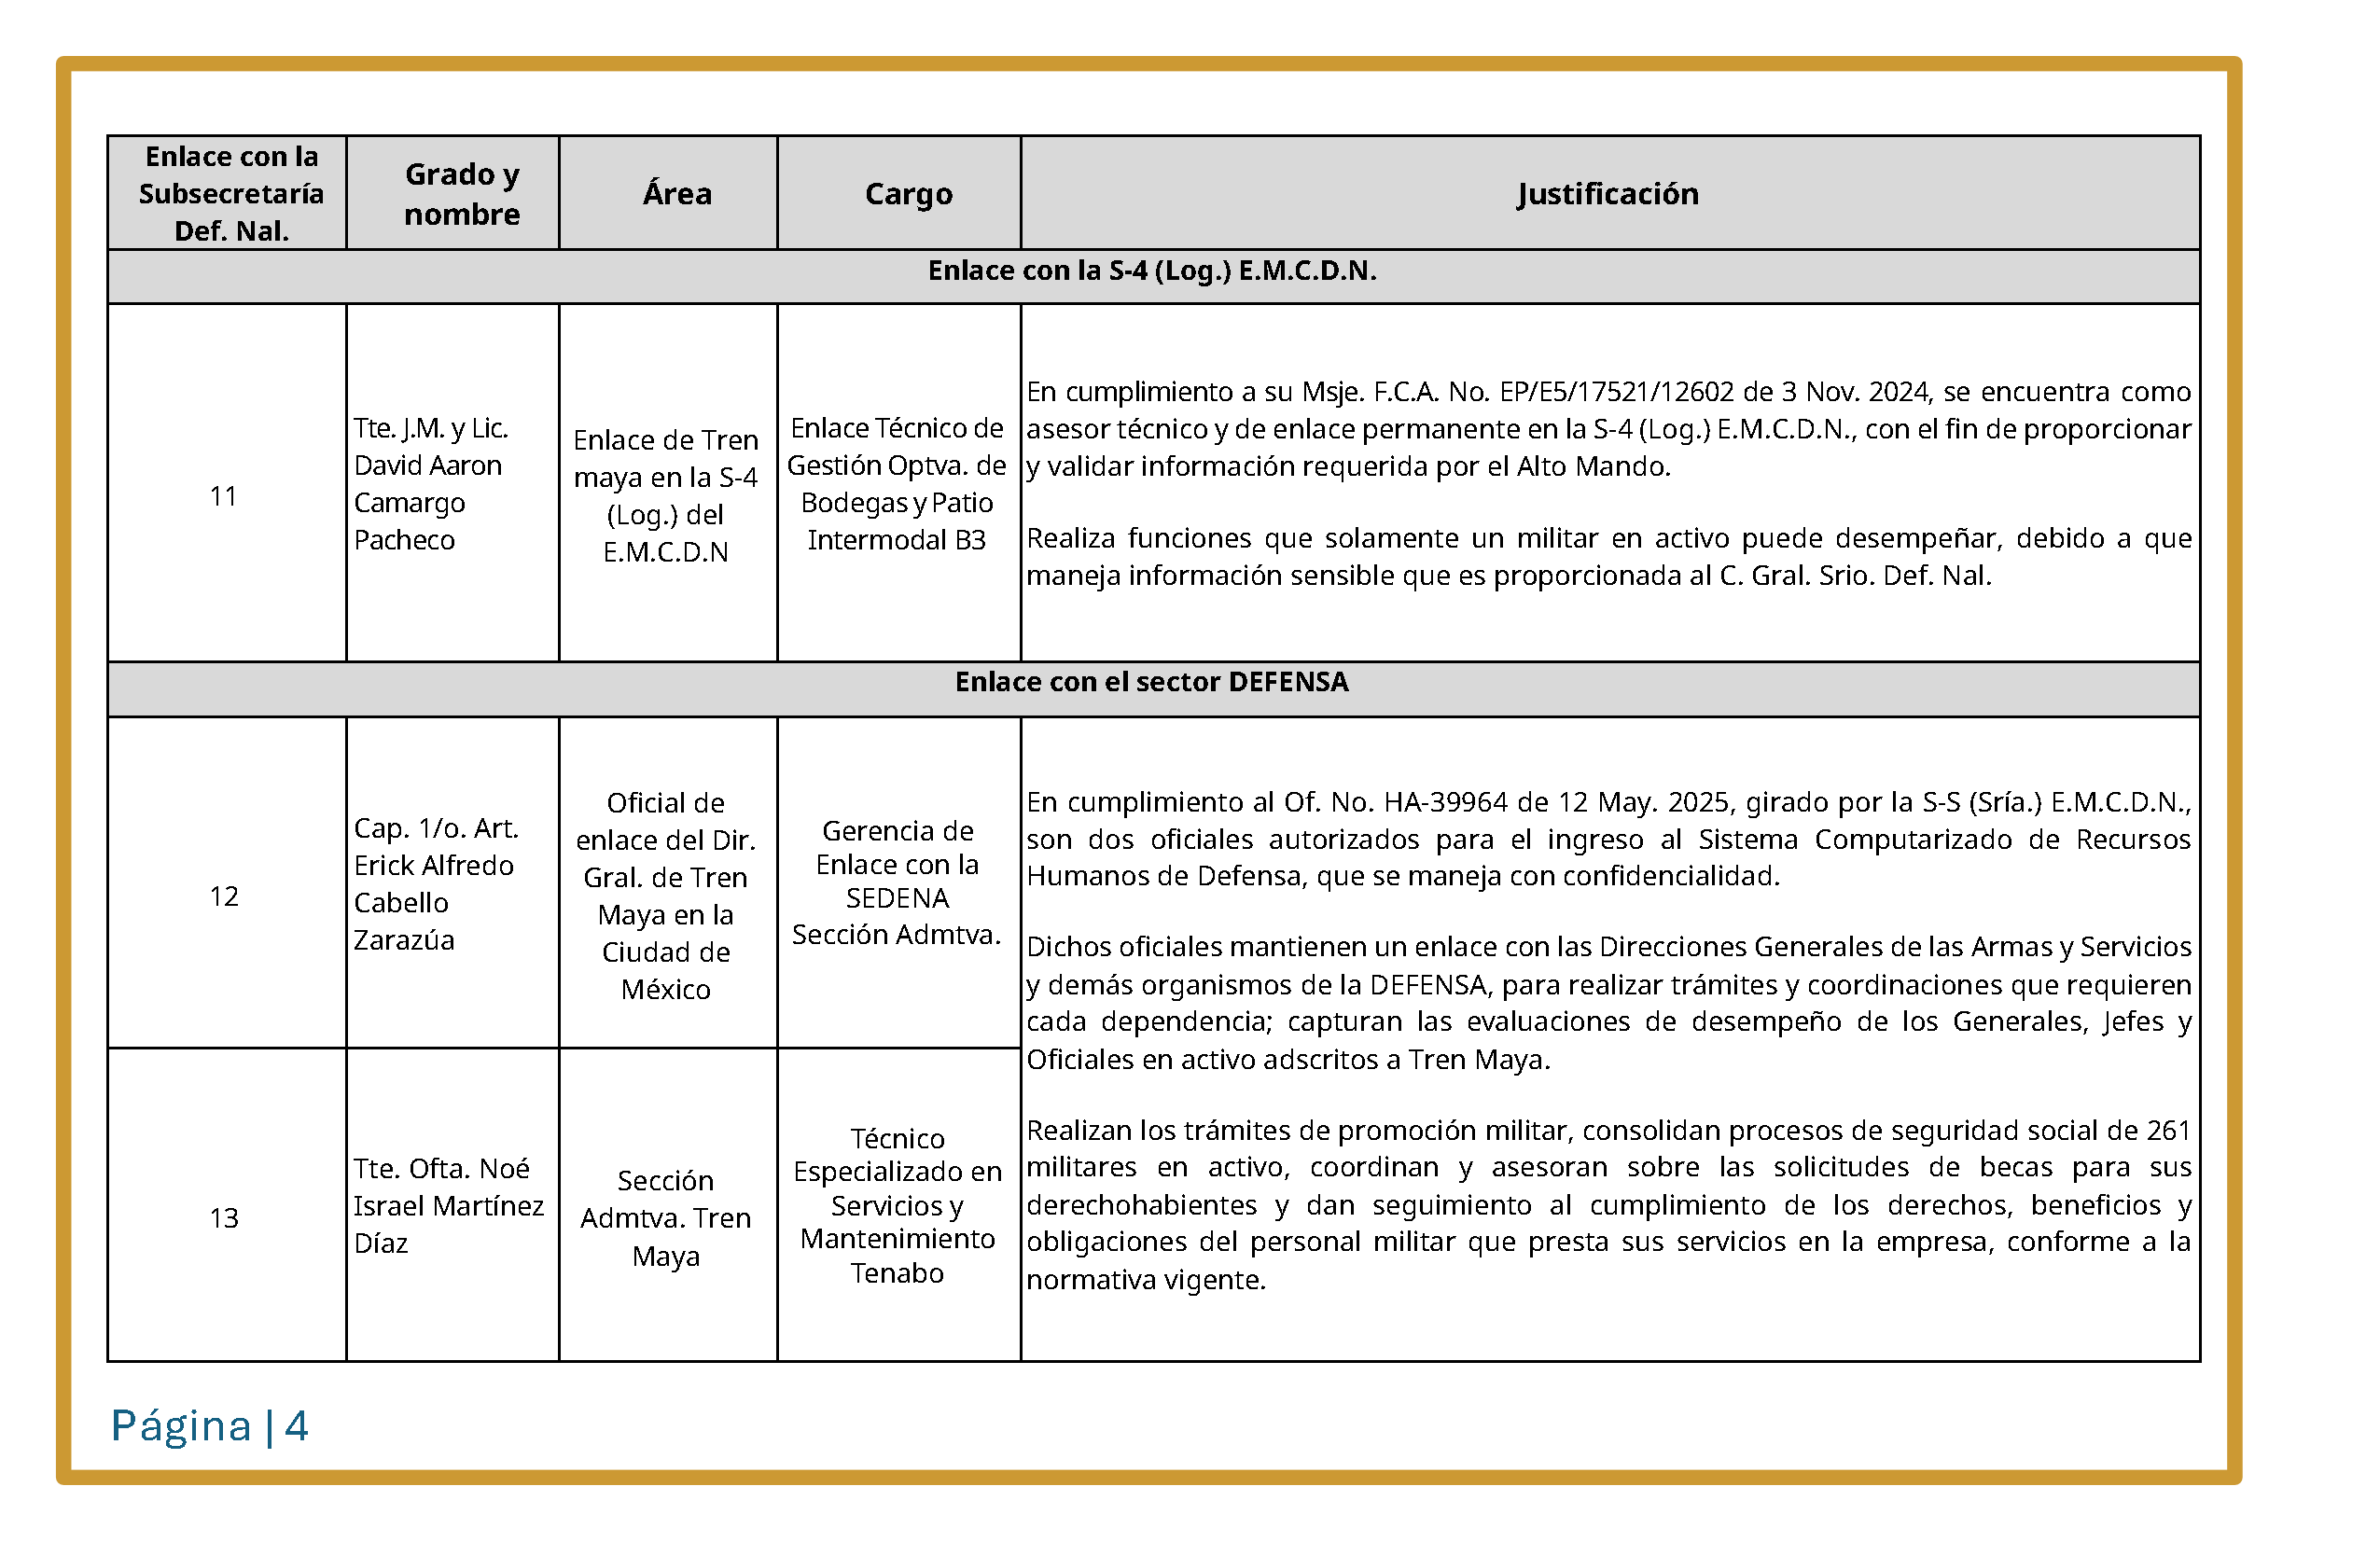 Enlace con la
Subsecretaría
Def. Nal.
Grado y
nombre
Área
Cargo
Justificación
Enlace con la S-4 (Log.) E.M.C.D.N.
11
Tte. J.M. y Lic.
David Aaron
Camargo
Pacheco
Enlace de Tren
maya en la S-4
(Log.) del
E.M.C.D.N
Enlace Técnico de
Gestión Optva. de
Bodegas y Patio
Intermodal B3
En cumplimiento a su Msje. F.C.A. No. EP/E5/17521/12602 de 3 Nov. 2024, se encuentra como
asesor técnico y de enlace permanente en la S-4 (Log.) E.M.C.D.N., con el fin de proporcionar
y validar información requerida por el Alto Mando.
Realiza funciones que solamente un militar en activo puede desempeñar, debido a que
maneja información sensible que es proporcionada al C. Gral. Srio. Def. Nal.
Enlace con el sector DEFENSA
12
Cap. 1/o. Art.
Erick Alfredo
Cabello
Zarazúa
Oficial de
enlace del Dir.
Gral. de Tren
Maya en la
Ciudad de
México
Gerencia de
Enlace con la
SEDENA
Sección Admtva.
En cumplimiento al Of. No. HA-39964 de 12 May. 2025, girado por la S-S (Sría.) E.M.C.D.N.,
son dos oficiales autorizados para el ingreso al Sistema Computarizado de Recursos
Humanos de Defensa, que se maneja con confidencialidad.
Dichos oficiales mantienen un enlace con las Direcciones Generales de las Armas y Servicios
y demás organismos de la DEFENSA, para realizar trámites y coordinaciones que requieren
cada dependencia; capturan las evaluaciones de desempeño de los Generales, Jefes y
Oficiales en activo adscritos a Tren Maya.
Realizan los trámites de promoción militar, consolidan procesos de seguridad social de 261
militares en activo, coordinan y asesoran sobre las solicitudes de becas para sus
derechohabientes y dan seguimiento al cumplimiento de los derechos, beneficios y
obligaciones del personal militar que presta sus servicios en la empresa, conforme a la
normativa vigente.
13
Tte. Ofta. Noé
Israel Martínez
Díaz
Sección
Admtva. Tren
Maya
Técnico
Especializado en
Servicios y
Mantenimiento
Tenabo
Página | 4